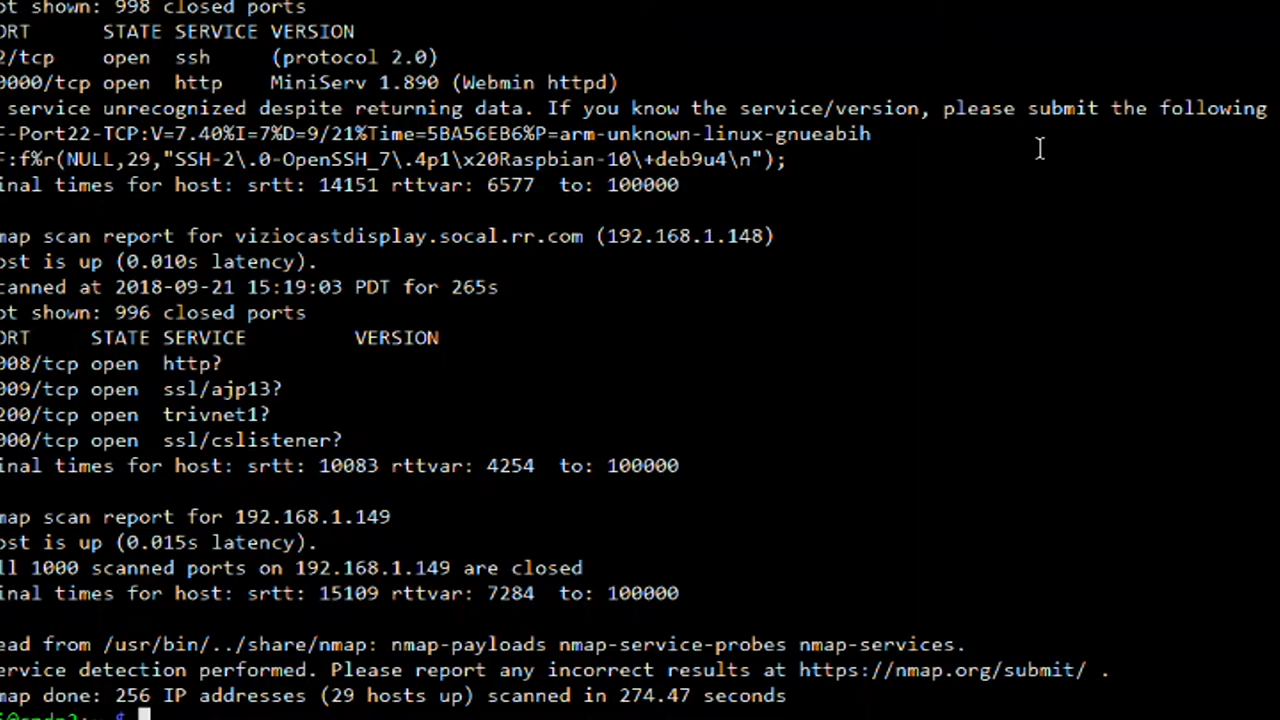 ot shown: 998 closed ports
ORT STATE SERVICE VERSION
2/tcp open ssh (protocol 2.0)
0000/tcp open http MiniServ 1.890 (Webmin httpd)
service unrecognized despite returning data. If you know the service/version, please submit the following
F-Port22-TCP:V=7.40%I=7%D=9/21%Time=5BA56EB6%P=arm-unknown-linux-gnueabih
F:f%r(NULL,29,"SSH-2\.0-OpenSSH_7\.4p1\x20Raspbian-10\+deb9u4\n");
inal times for host: srtt: 14151 rttvar: 6577 to: 100000
map scan report for viziocastdisplay.socal.rr.com (192.168.1.148)
ost is up (0.010s latency).
canned at 2018-09-21 15:19:03 PDT for 265s
ot shown: 996 closed ports
ORT STATE SERVICE VERSION
008/tcp open http?
009/tcp open ssl/ajp13?
200/tcp open trivnet1?
000/tcp open ssl/cslistener?
inal times for host: srtt: 10083 rttvar: 4254 to: 100000
map scan report for 192.168.1.149
ost is up (0.015s latency).
ll 1000 scanned ports on 192.168.1.149 are closed
inal times for host: srtt: 15109 rttvar: 7284 to: 100000
ead from /usr/bin/../share/nmap: nmap-payloads nmap-service-probes nmap-services.
ervice detection performed. Please report any incorrect results at https://nmap.org/submit/ .
map done: 256 IP addresses (29 hosts up) scanned in 274.47 seconds